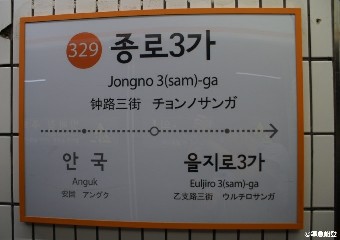 329 종로3가
Jongno 3(sam)-ga
钟路三街 チョンノサンガ
안국 을지로3가
Anguk Euljiro 3(sam)-ga
安国 アングク 乙支路三街 ウルチロサンガ